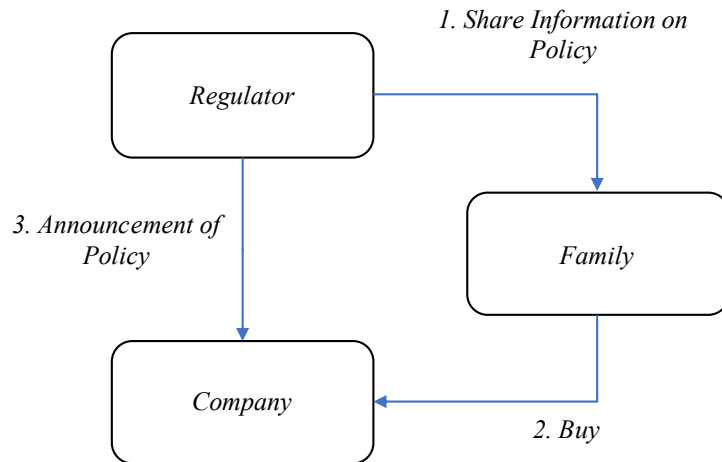 1. Share Information on
Policy
Regulator
3. Announcement of
Policy
Family
Company
2. Buy